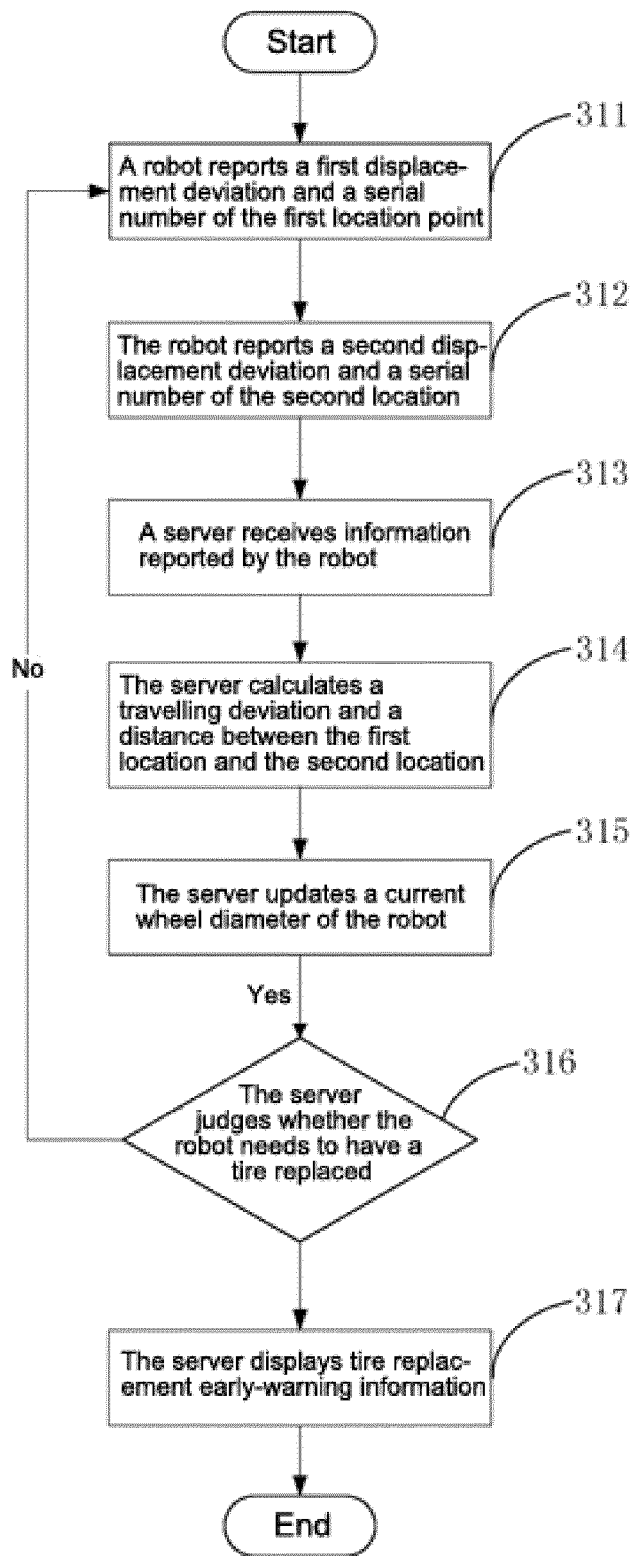 Start
311
A robot reports a first displace-
ment deviation and a serial
number of the first location point
312
The robot reports a second disp-
lacement deviation and a serial
number of the second location
313
A server receives information
reported by the robot
314
No
The server calculates a
travelling deviation and a
distance between the first
location and the second location
315
The server updates a current
wheel diameter of the robot
Yes
316
The server
judges whether the
robot needs to have a
tire replaced
317
The server displays tire replac-
ement early-warning information
End